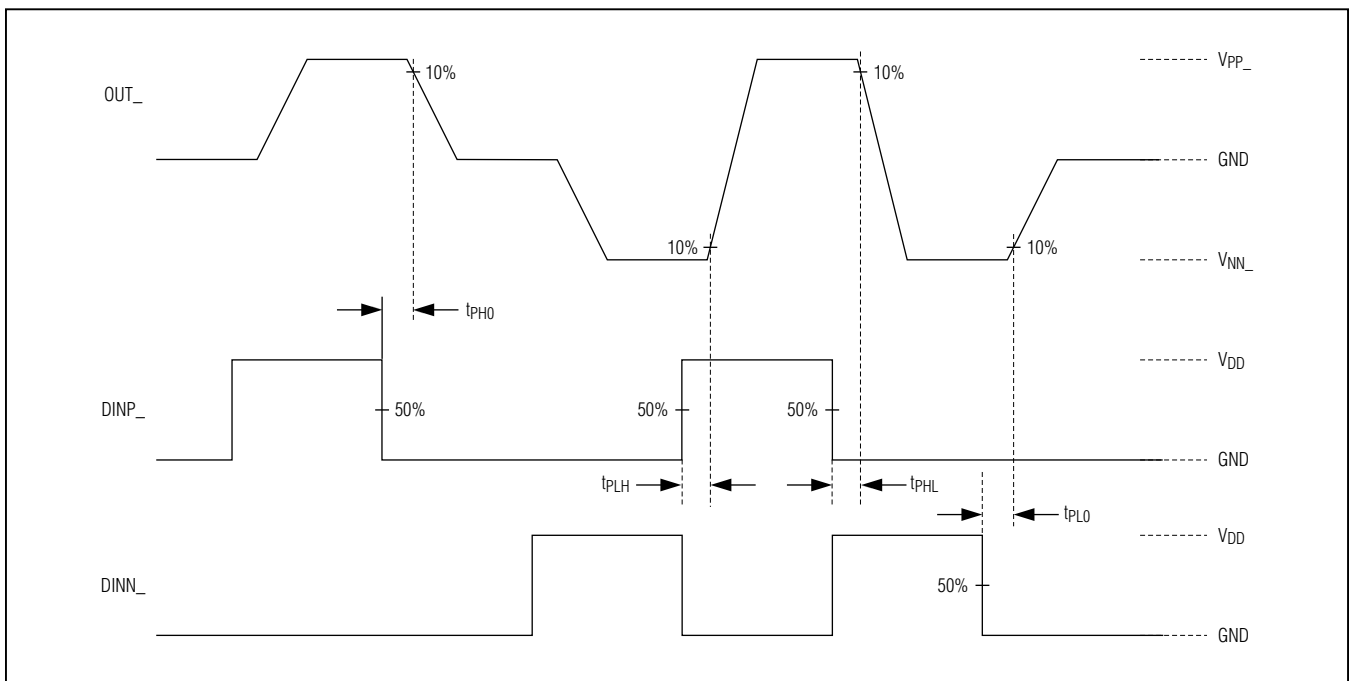 VPP_
10%
10%
OUT_
GND
10%
10%
VNN_
tPH0
VDD
DINP_
50%
50%
50%
GND
tPLH
tPHL
tPL0
VDD
DINN_
50%
GND